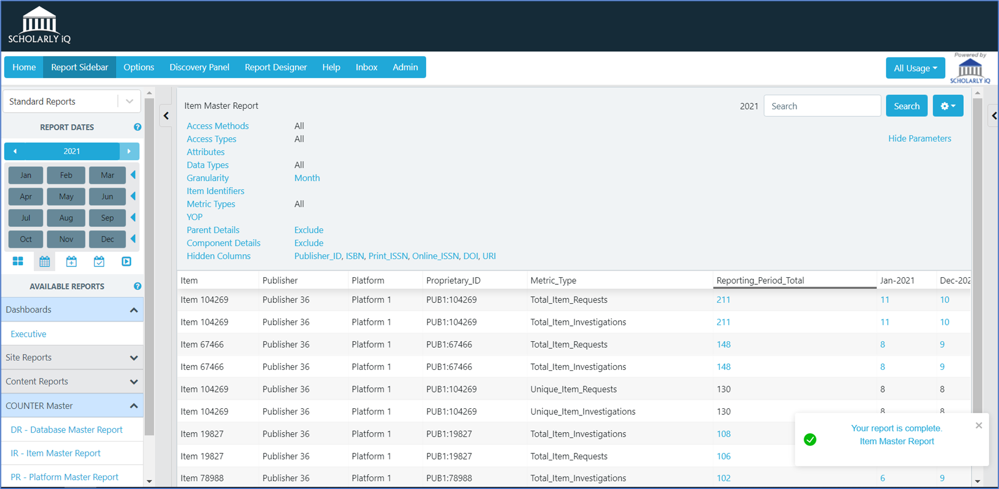 SCHOLARLY iQ
Home Report Sidebar Options Discovery Panel Report Designer Help Inbox Admin
All Usage
Powered by
SCHOLARLY iQ
Standard Reports
REPORT DATES
2021
Jan Feb Mar
Apr May Jun
Jul Aug Sep
Oct Nov Dec
AVAILABLE REPORTS
Dashboards
Executive
Site Reports
Content Reports
COUNTER Master
DR - Database Master Report
IR - Item Master Report
PR - Platform Master Report
Item Master Report
2021 Search Search
Hide Parameters
Access Methods All
Access Types All
Attributes
Data Types All
Granularity Month
Item Identifiers
Metric Types All
YOP
Parent Details Exclude
Component Details Exclude
Hidden Columns Publisher_ID, ISBN, Print_ISSN, Online_ISSN, DOI, URI
Item Publisher Platform Proprietary_ID Metric_Type Reporting_Period_Total Jan-2021 Dec-202
Item 104269 Publisher 36 Platform 1 PUB1:104269 Total_Item_Requests 211 11 10
Item 104269 Publisher 36 Platform 1 PUB1:104269 Total_Item_Investigations 211 11 10
Item 67466 Publisher 36 Platform 1 PUB1:67466 Total_Item_Requests 148 8 9
Item 67466 Publisher 36 Platform 1 PUB1:67466 Total_Item_Investigations 148 8 9
Item 104269 Publisher 36 Platform 1 PUB1:104269 Unique_Item_Requests 130 8 8
Item 104269 Publisher 36 Platform 1 PUB1:104269 Unique_Item_Investigations 130 8 8
Item 19827 Publisher 36 Platform 1 PUB1:19827 Total_Item_Investigations 108
Item 19827 Publisher 36 Platform 1 PUB1:19827 Total_Item_Requests 106
Item 78988 Publisher 36 Platform 1 PUB1:78988 Total_Item_Investigations 102 6 9
Your report is complete.
Item Master Report